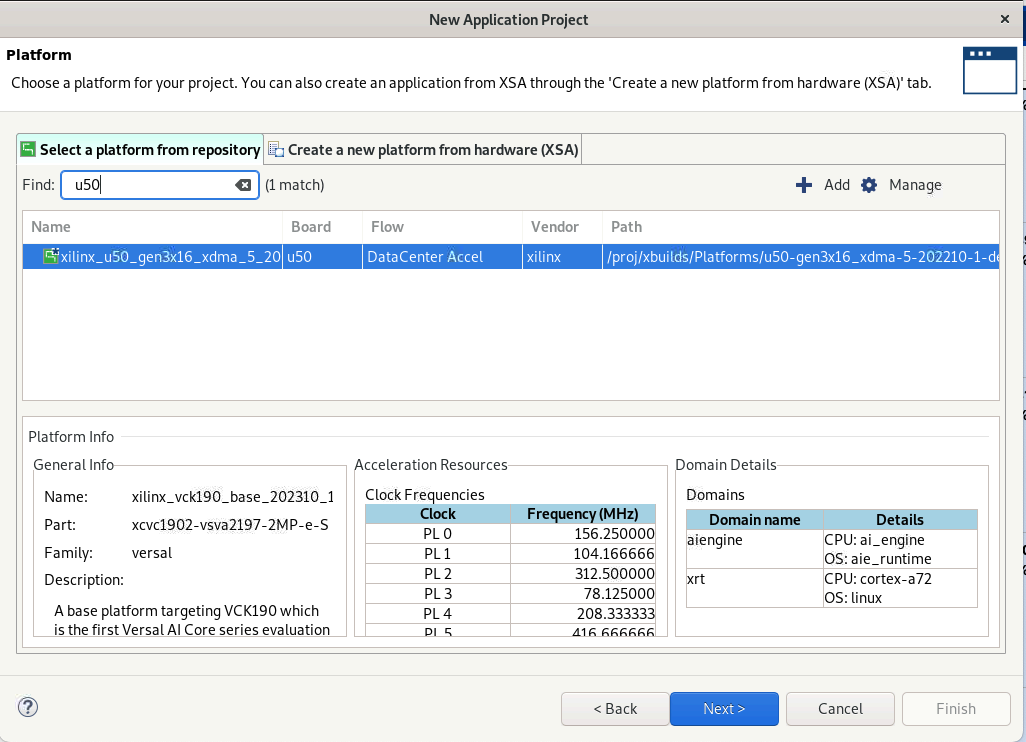 New Application Project
Platform
Choose a platform for your project. You can also create an application from XSA through the 'Create a new platform from hardware (XSA)' tab.
Select a platform from repository Create a new platform from hardware (XSA)
Find: u50 (1 match) Add Manage
Name Board Flow Vendor Path
xilinx_u50_gen3x16_xdma_5_20 u50 DataCenter Accel xilinx /proj/xbuilds/Platforms/u50-gen3x16_xdma-5-202210-1-de
Platform Info
General Info
Name: xilinx_vck190_base_202310_1
Part: xcvc1902-vsva2197-2MP-e-S
Family: versal
Description:
A base platform targeting VCK190 which
is the first Versal AI Core series evaluation
Acceleration Resources
Clock Frequencies
Clock Frequency (MHz)
PL 0 156.250000
PL 1 104.166666
PL 2 312.500000
PL 3 78.125000
PL 4 208.333333
PL 5 416.666666
Domain Details
Domains
Domain name Details
aiengine CPU: ai_engine
OS: aie_runtime
xrt CPU: cortex-a72
OS: linux
? < Back Next > Cancel Finish